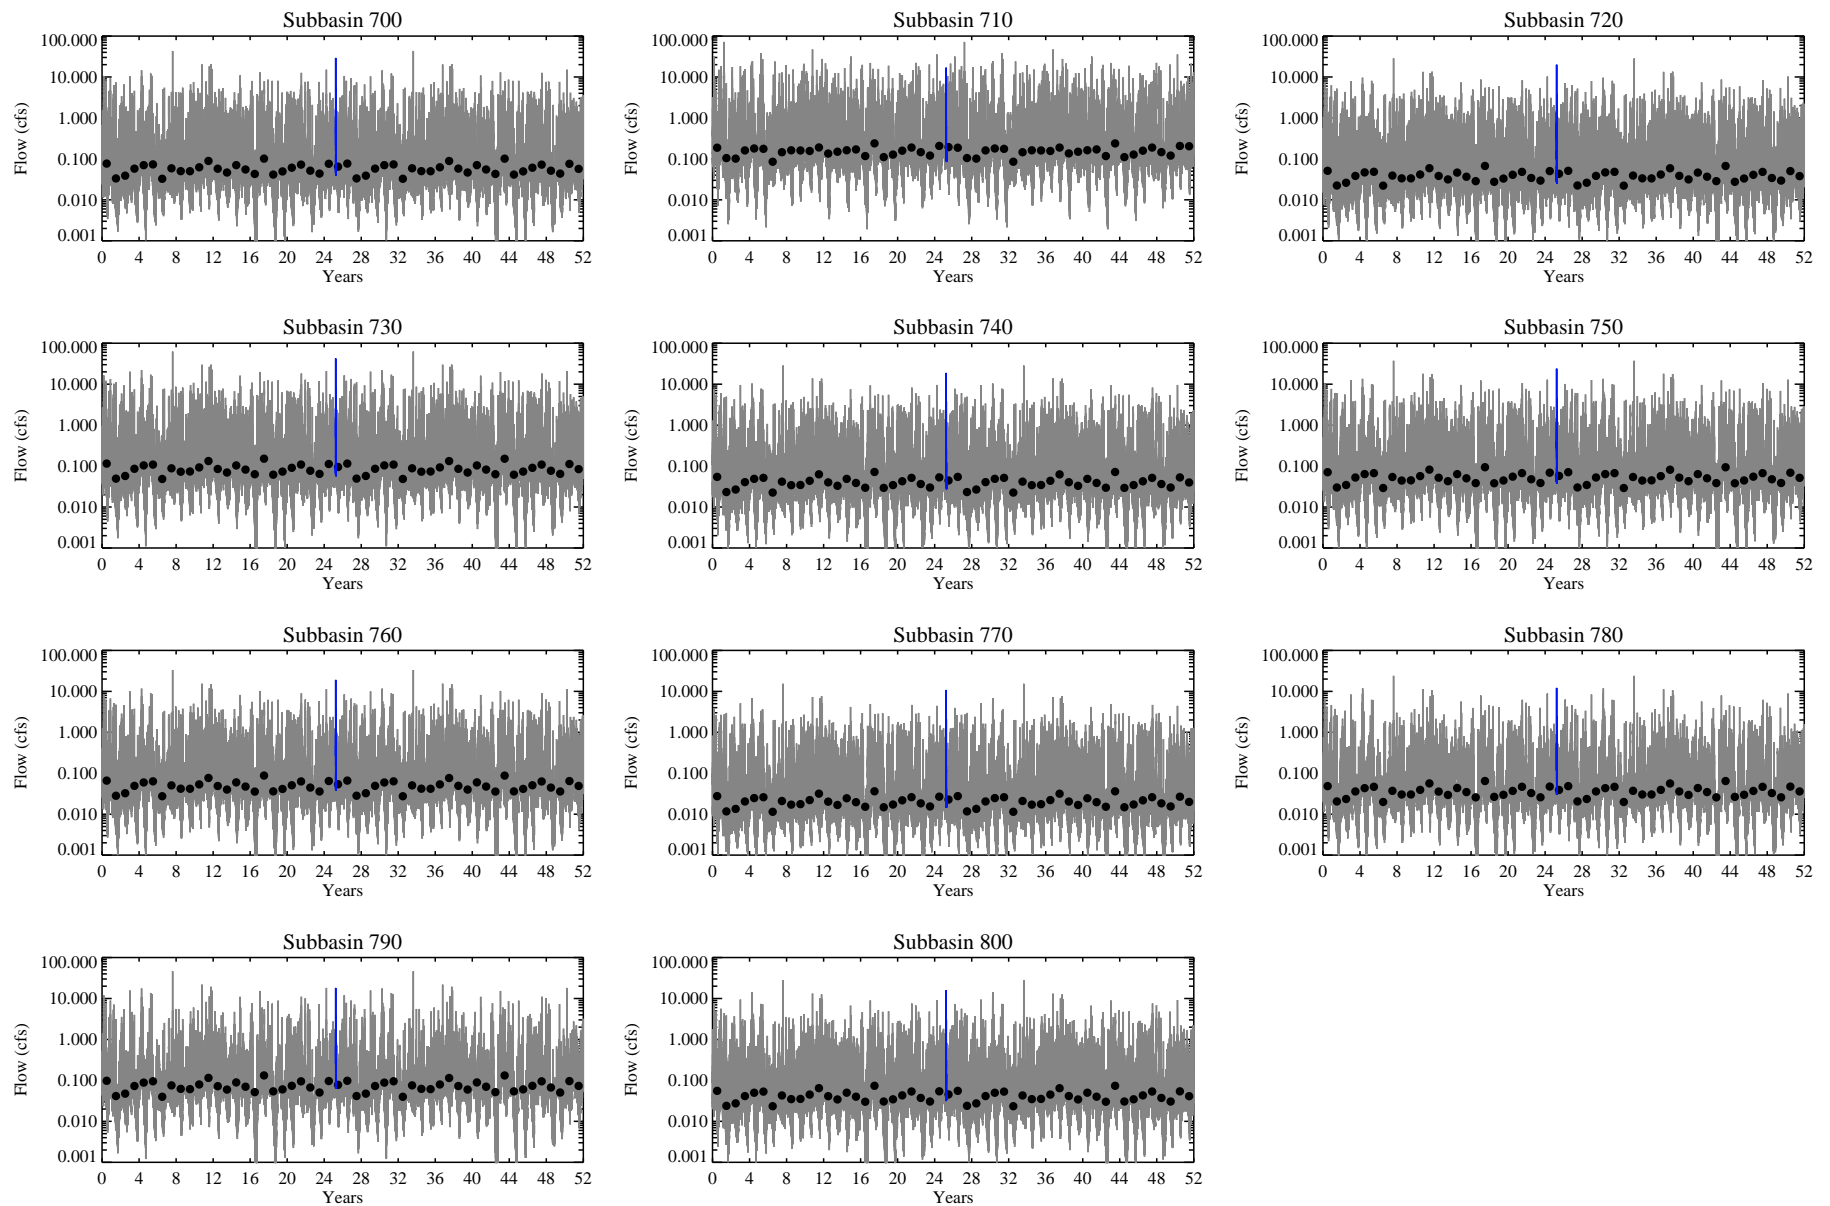 Subbasin 700 Subbasin 710 Subbasin 720
100.000 100.000 100.000
10.000 10.000 10.000
1.000 1.000 1.000
0.100 0.100 0.100
0.010 0.010 0.010
0.001 0.001 0.001
Flow (cfs) Flow (cfs) Flow (cfs)
0 4 8 12 16 20 24 28 32 36 40 44 48 52 0 4 8 12 16 20 24 28 32 36 40 44 48 52 0 4 8 12 16 20 24 28 32 36 40 44 48 52
Years Years Years
Subbasin 730 Subbasin 740 Subbasin 750
100.000 100.000 100.000
10.000 10.000 10.000
1.000 1.000 1.000
0.100 0.100 0.100
0.010 0.010 0.010
0.001 0.001 0.001
Flow (cfs) Flow (cfs) Flow (cfs)
0 4 8 12 16 20 24 28 32 36 40 44 48 52 0 4 8 12 16 20 24 28 32 36 40 44 48 52 0 4 8 12 16 20 24 28 32 36 40 44 48 52
Years Years Years
Subbasin 760 Subbasin 770 Subbasin 780
100.000 100.000 100.000
10.000 10.000 10.000
1.000 1.000 1.000
0.100 0.100 0.100
0.010 0.010 0.010
0.001 0.001 0.001
Flow (cfs) Flow (cfs) Flow (cfs)
0 4 8 12 16 20 24 28 32 36 40 44 48 52 0 4 8 12 16 20 24 28 32 36 40 44 48 52 0 4 8 12 16 20 24 28 32 36 40 44 48 52
Years Years Years
Subbasin 790 Subbasin 800
100.000 100.000
10.000 10.000
1.000 1.000
0.100 0.100
0.010 0.010
0.001 0.001
Flow (cfs) Flow (cfs)
0 4 8 12 16 20 24 28 32 36 40 44 48 52 0 4 8 12 16 20 24 28 32 36 40 44 48 52
Years Years